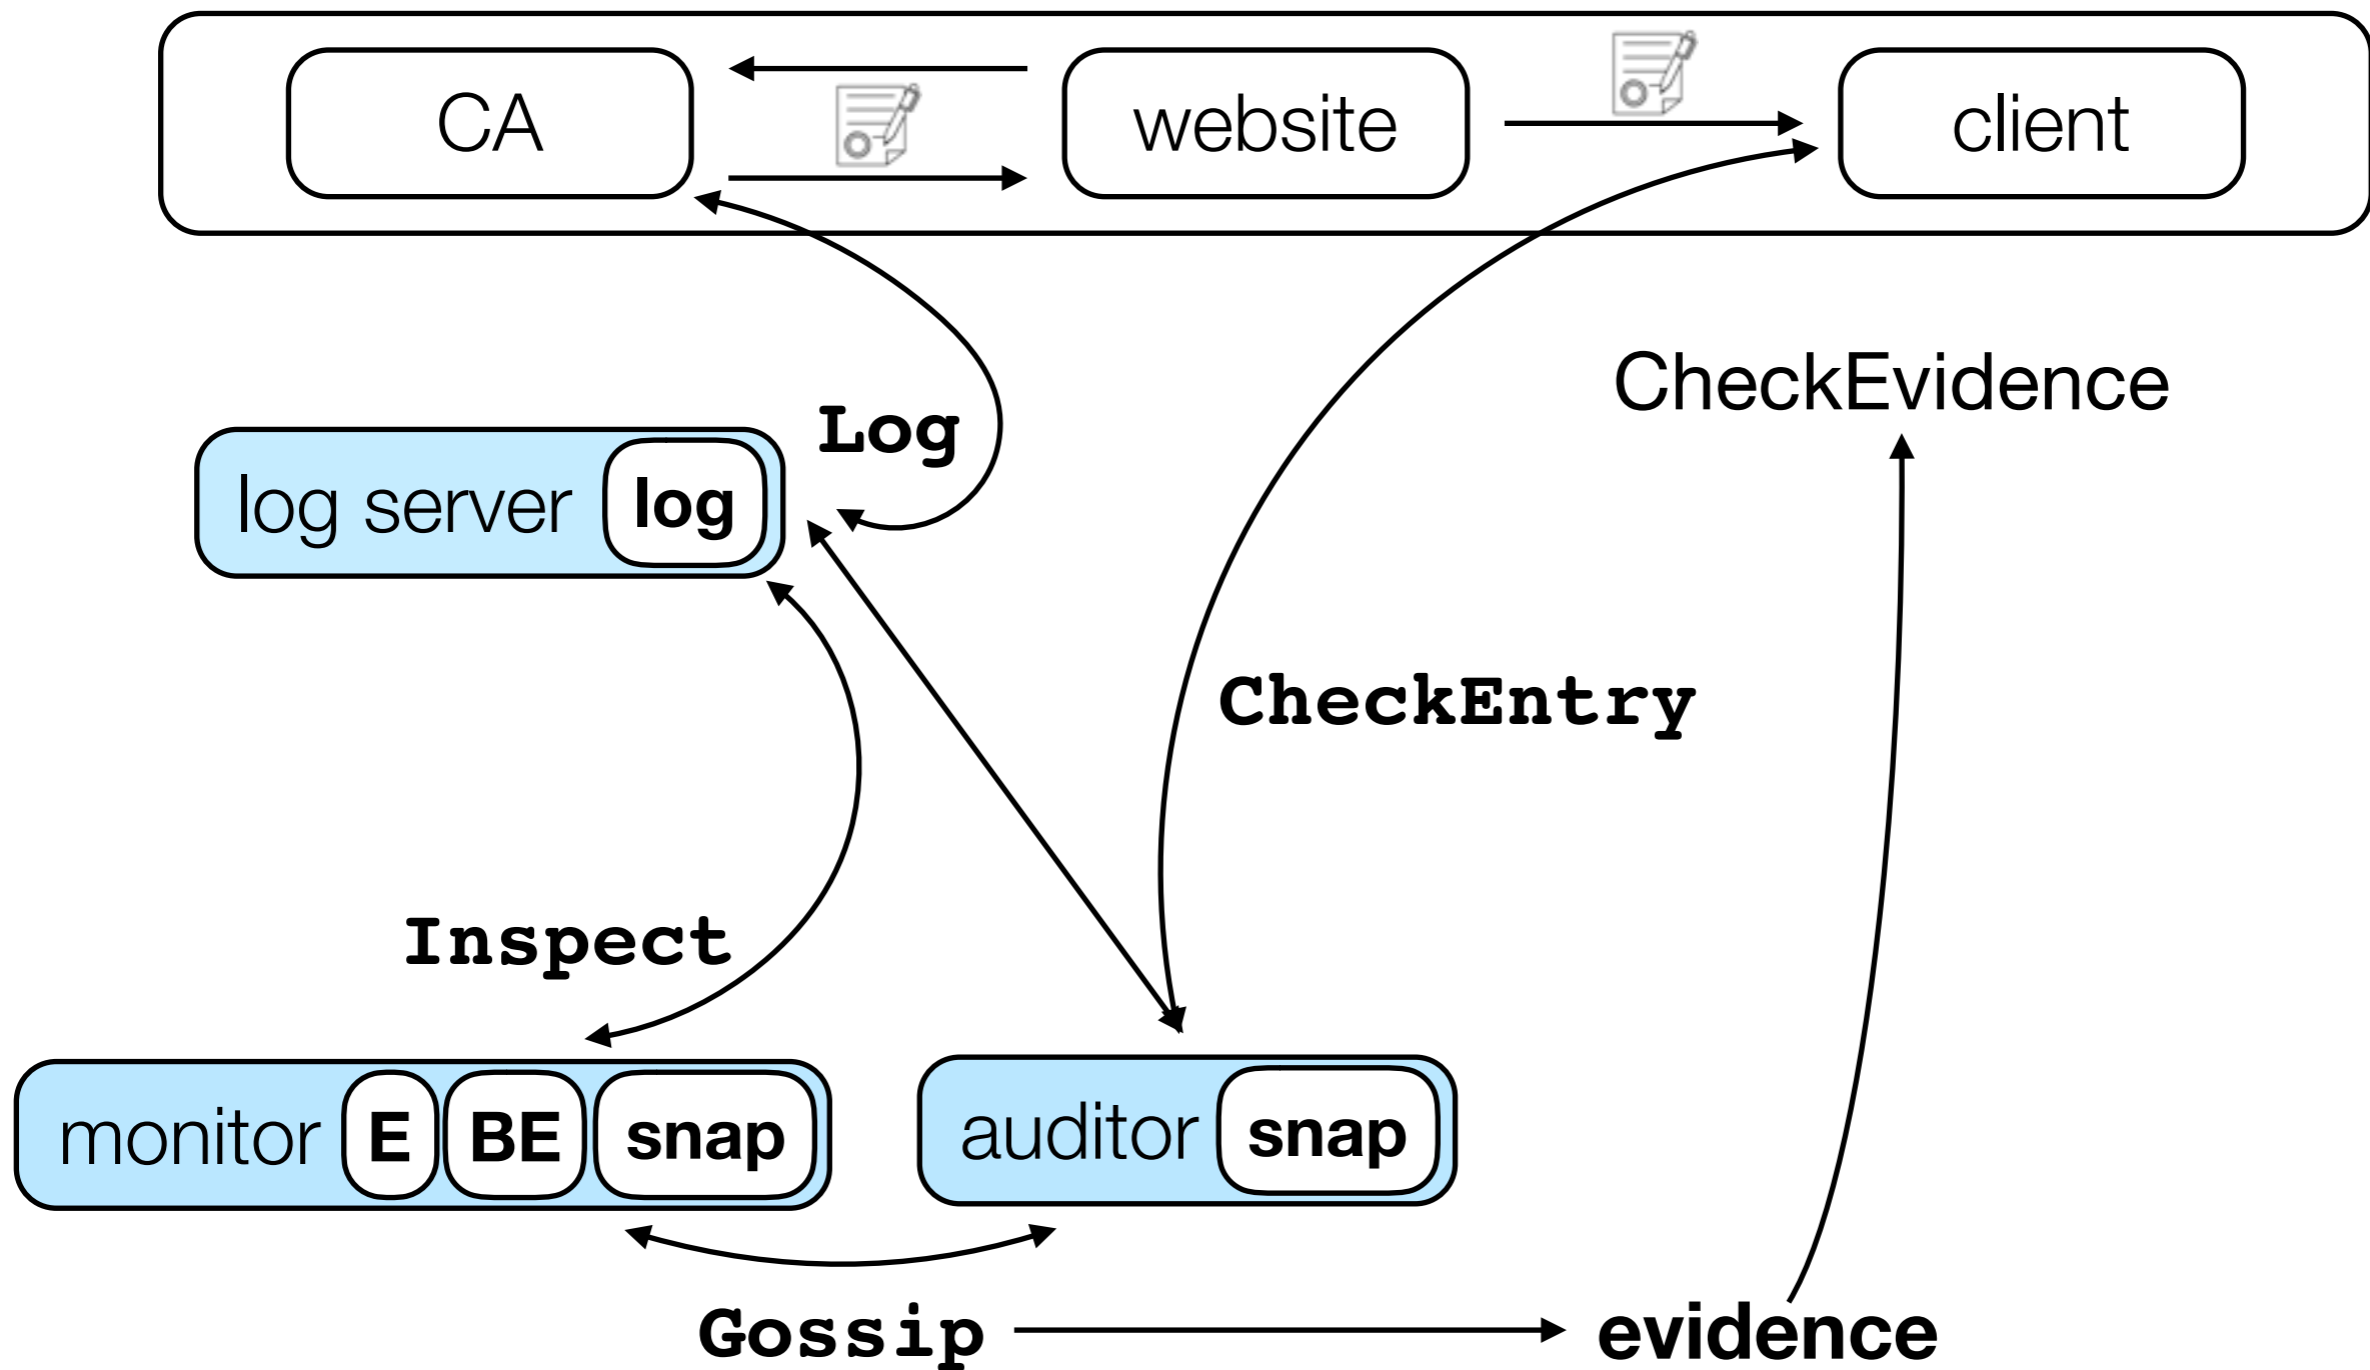 CA
website
client
CheckEvidence
Log
log server log
CheckEntry
Inspect
monitor E BE snap
auditor snap
Gossip
evidence